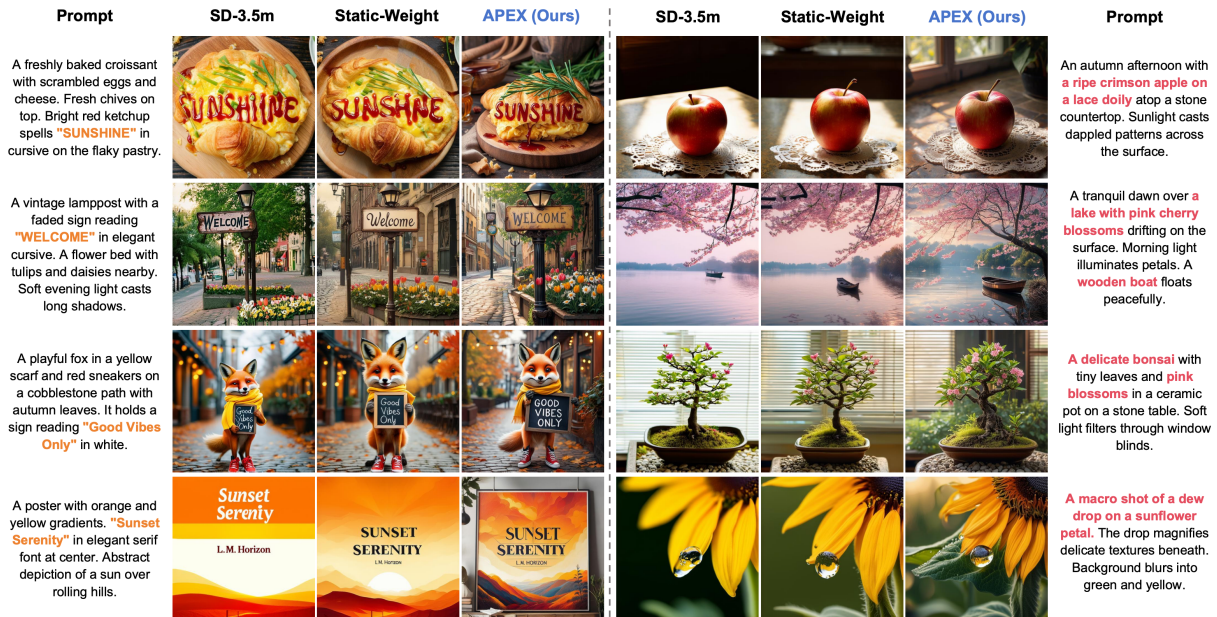 Prompt SD-3.5m Static-Weight APEX (Ours) SD-3.5m Static-Weight APEX (Ours) Prompt
A freshly baked croissant
with scrambled eggs and
cheese. Fresh chives on
top. Bright red ketchup
spells "SUNSHINE" in
cursive on the flaky pastry.
SUNSHIINE
SUNSHNE
SUNSHINE
An autumn afternoon with
a ripe crimson apple on
a lace doily atop a stone
countertop. Sunlight casts
dappled patterns across
the surface.
A vintage lamppost with a
faded sign reading
"WELCOME" in elegant
cursive. A flower bed with
tulips and daisies nearby.
Soft evening light casts
long shadows.
WELCOME
Welcome
WELCOME
A tranquil dawn over a
lake with pink cherry
blossoms drifting on the
surface. Morning light
illuminates petals. A
wooden boat floats
peacefully.
A playful fox in a yellow
scarf and red sneakers on
a cobblestone path with
autumn leaves. It holds a
sign reading "Good Vibes
Only" in white.
Good
Vibes
Only
Good
Vibes
Only
GOOD
VIBES
ONLY
A delicate bonsai with
tiny leaves and pink
blossoms in a ceramic
pot on a stone table. Soft
light filters through window
blinds.
A poster with orange and
yellow gradients. "Sunset
Serenity" in elegant serif
font at center. Abstract
depiction of a sun over
rolling hills.
Sunset
Serenity
L.M. Horizon
SUNSET
SERENITY
L.M. HORIZON
SUNSET
SERENITY
L.M. HORIZON
A macro shot of a dew
drop on a sunflower
petal. The drop magnifies
delicate textures beneath.
Background blurs into
green and yellow.